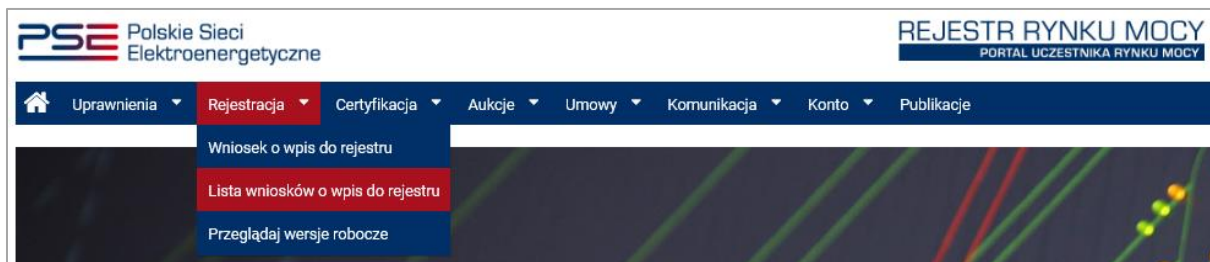 PSE Polskie Sieci
Elektroenergetyczne
REJESTR RYNKU MOCY
PORTAL UCZESTNIKA RYNKU MOCY
Uprawnienia Rejestracja Certyfikacja Aukcje Umowy Komunikacja Konto Publikacje
Wniosek o wpis do rejestru
Lista wniosków o wpis do rejestru
Przeglądaj wersje robocze